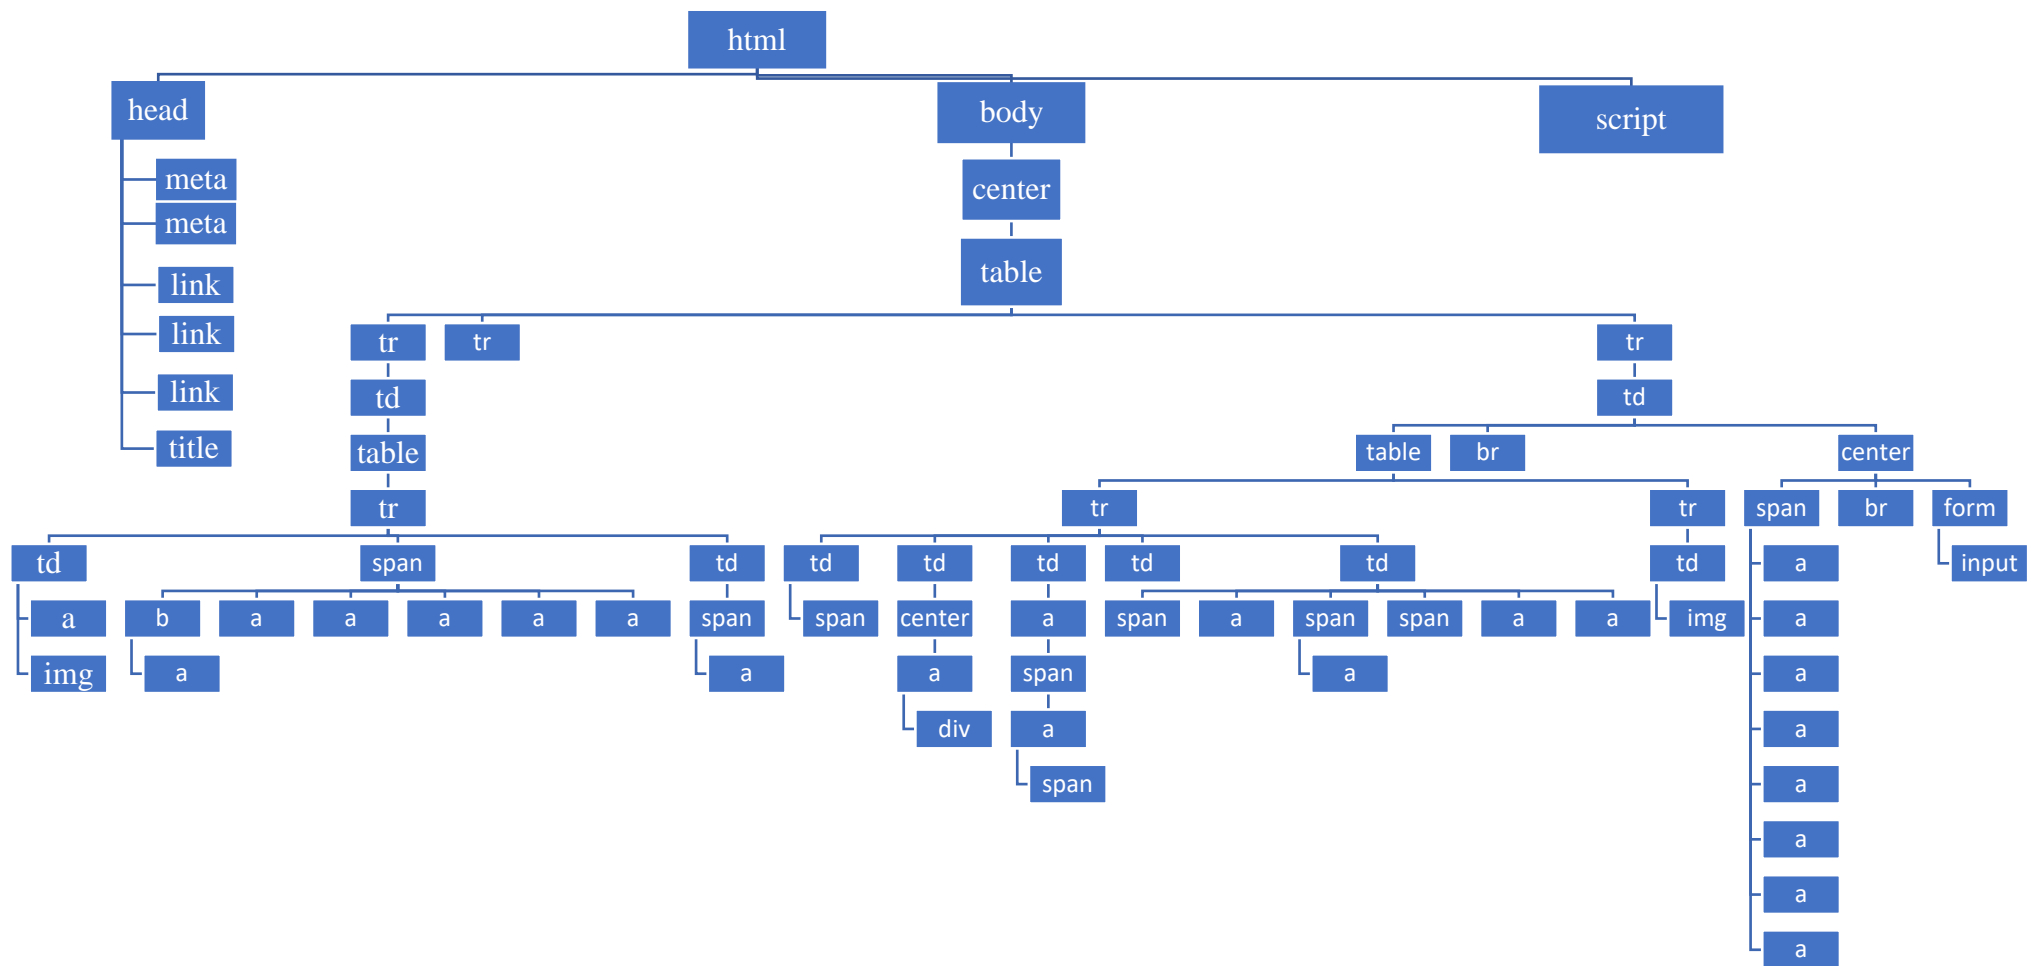 html
head
body
script
meta
center
meta
table
link
link
tr
tr
tr
link
td
td
title
table
table
br
center
tr
tr
tr
span
br
form
td
span
td
td
td
td
td
td
td
a
input
a
b
a
a
a
a
a
span
span
center
a
span
a
span
span
a
a
img
a
img
a
a
a
span
a
a
div
a
a
span
a
a
a
a